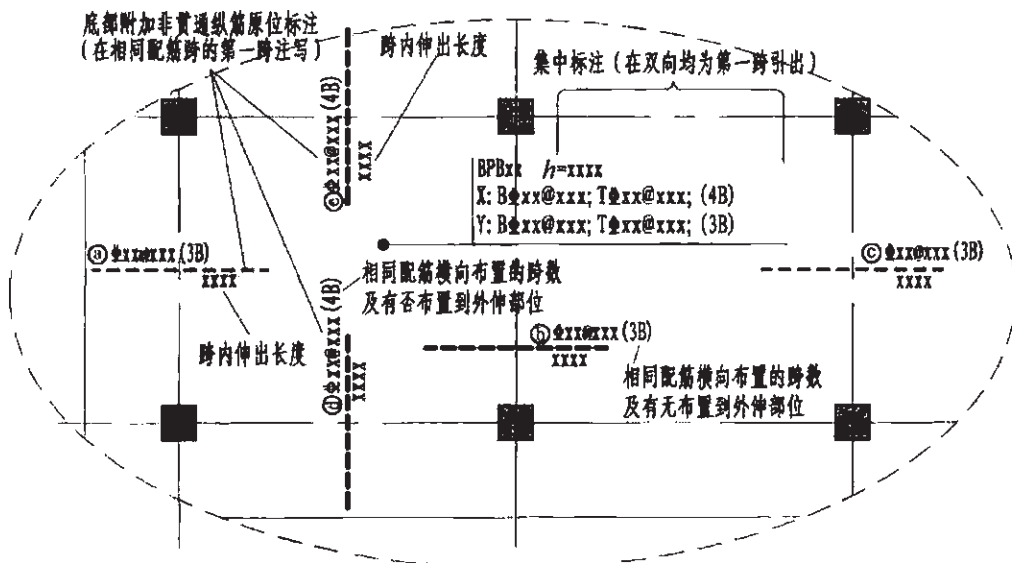 底部附加非贯通纵筋原位标注
(在相同配筋跨的第一跨注写)
跨内伸出长度
集中标注(在双向均为第一跨引出)
ⓔ⏀xx@xxx(4B)
xxxx
BPBxx h=xxxx
X: B⏀xx@xxx; T⏀xx@xxx; (4B)
Y: B⏀xx@xxx; T⏀xx@xxx; (3B)
ⓐ⏀xx@xxx(3B)
xxxx
ⓒ⏀xx@xxx(3B)
xxxx
相同配筋横向布置的跨数
及有否布置到外伸部位
ⓓ⏀xx@xxx(4B)
xxxx
ⓑ⏀xx@xxx(3B)
xxxx
跨内伸出长度
相同配筋横向布置的跨数
及有无布置到外伸部位